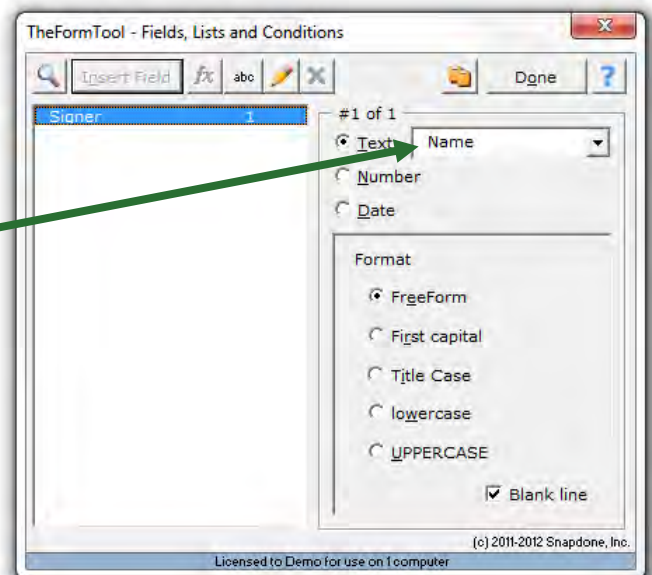 TheFormTool - Fields, Lists and Conditions
Insert Field fx abc Done ?
Signer 1
#1 of 1
Text Name
Number
Date
Format
FreeForm
First capital
Title Case
lowercase
UPPERCASE
Blank line
(c) 2011-2012 Snapdone, Inc.
Licensed to Demo for use on 1 computer